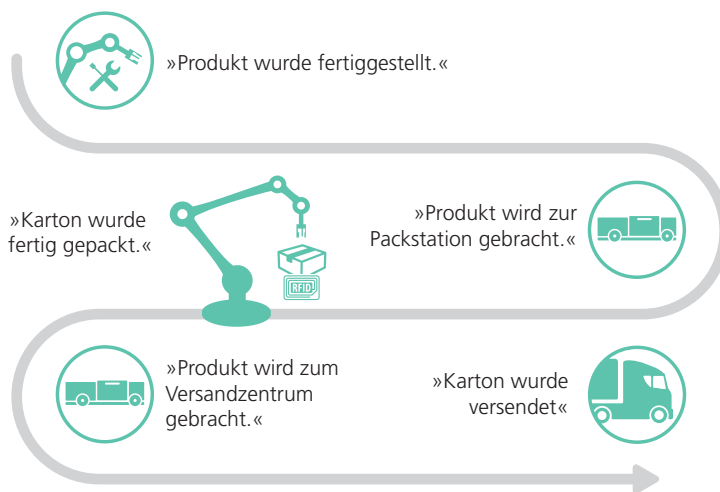 »Produkt wurde fertiggestellt.«
»Produkt wird zur
Packstation gebracht.«
»Karton wurde
fertig gepackt.«
RFID
»Produkt wird zum
Versandzentrum
gebracht.«
»Karton wurde
versendet«